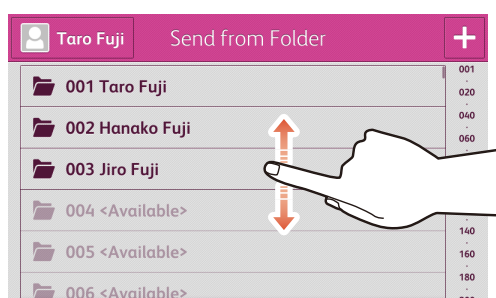 Taro Fuji
Send from Folder
+
001 Taro Fuji
002 Hanako Fuji
003 Jiro Fuji
004 <Available>
005 <Available>
006 <Available>
001
020
040
060
140
160
180